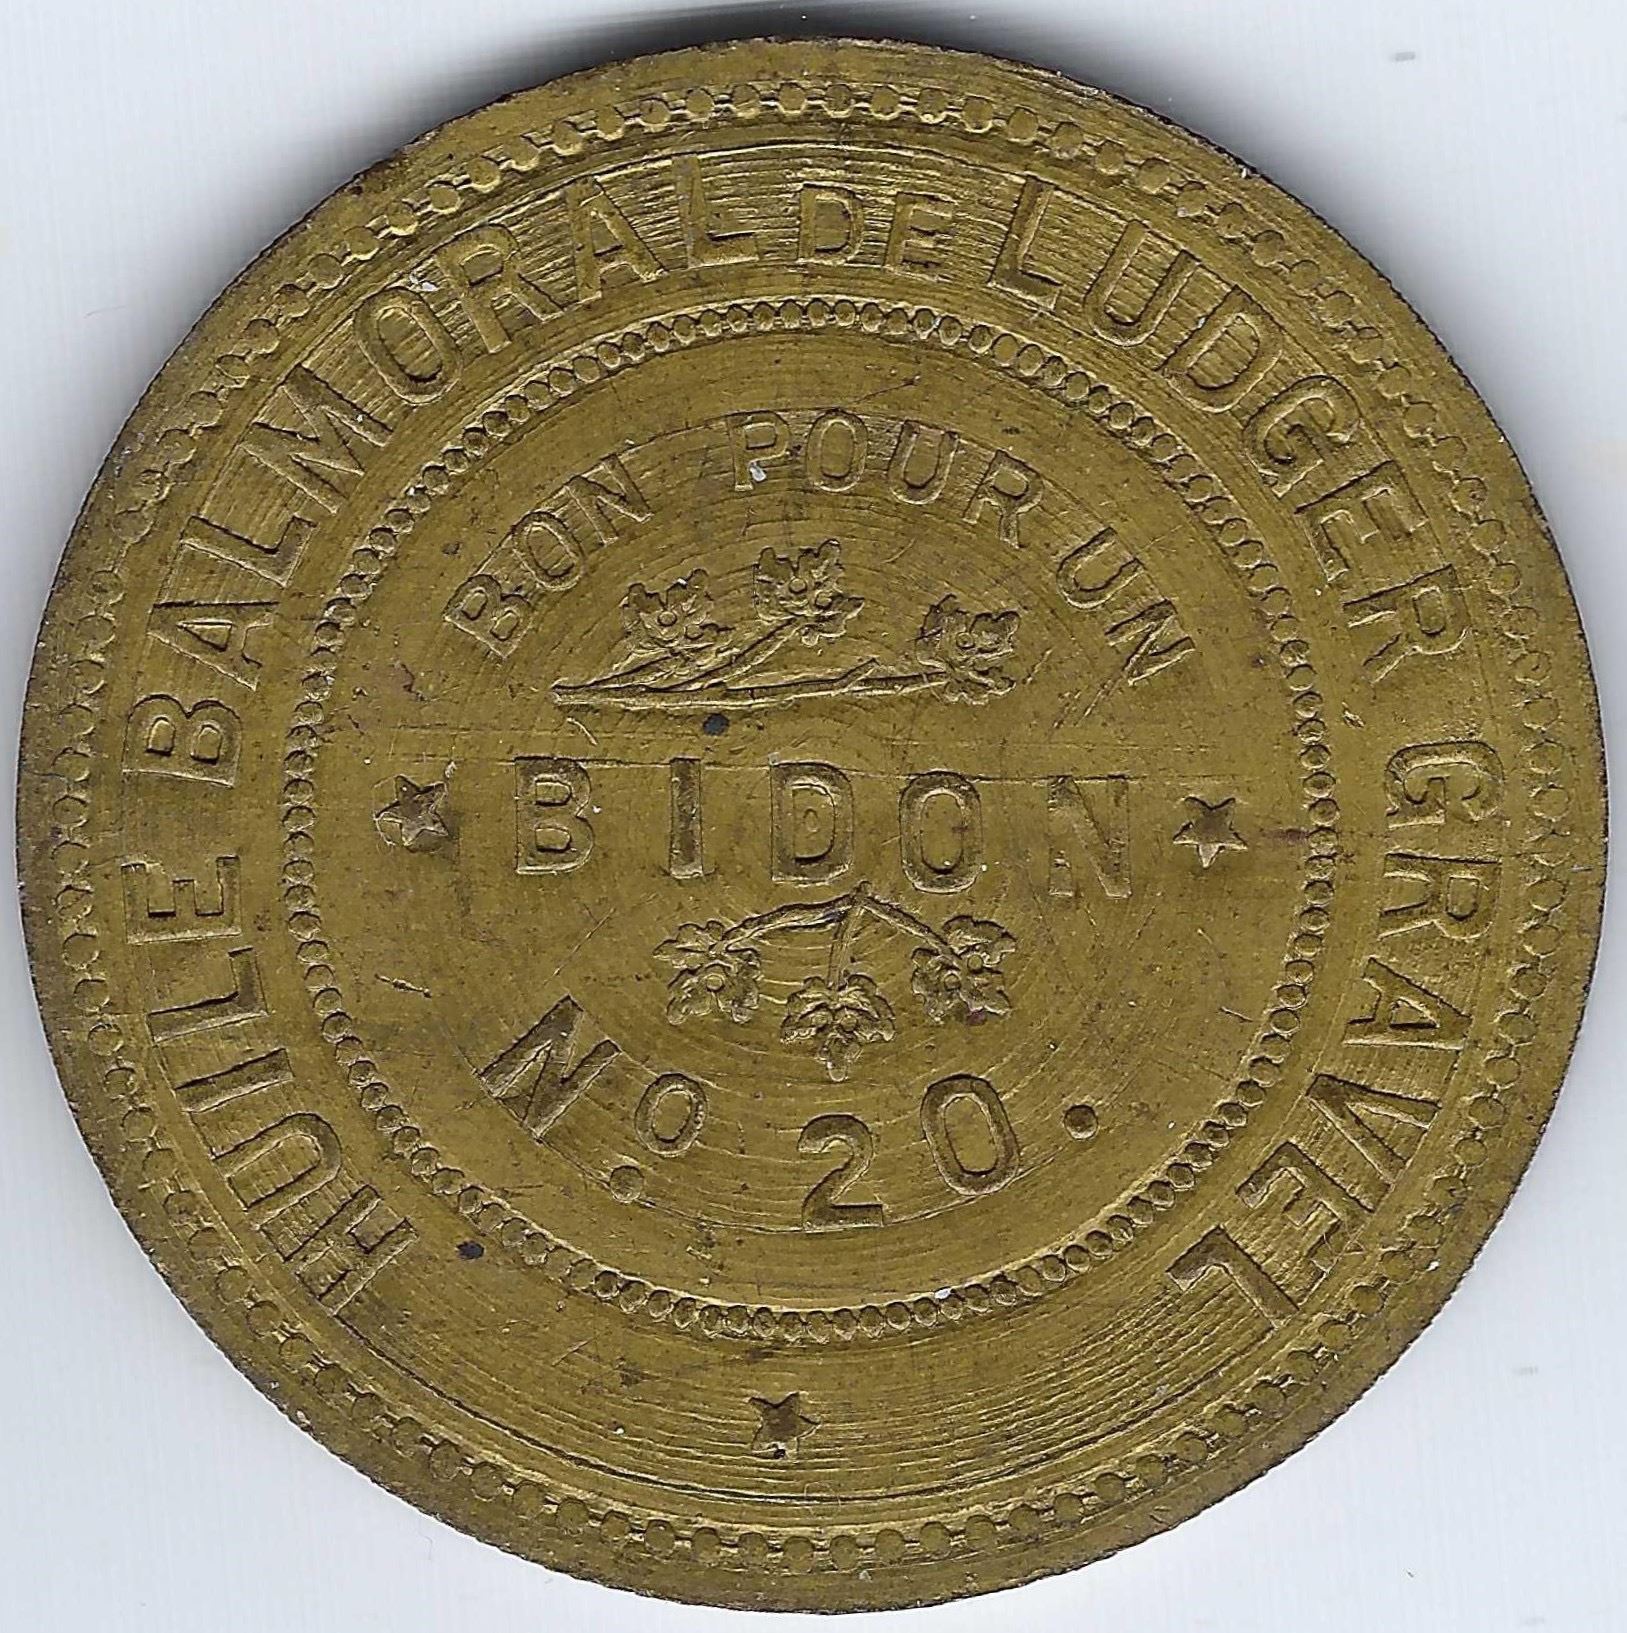 HUILE BALMORAL DE LUDGER GRAVEL
BON POUR UN
BIDON
No. 20.